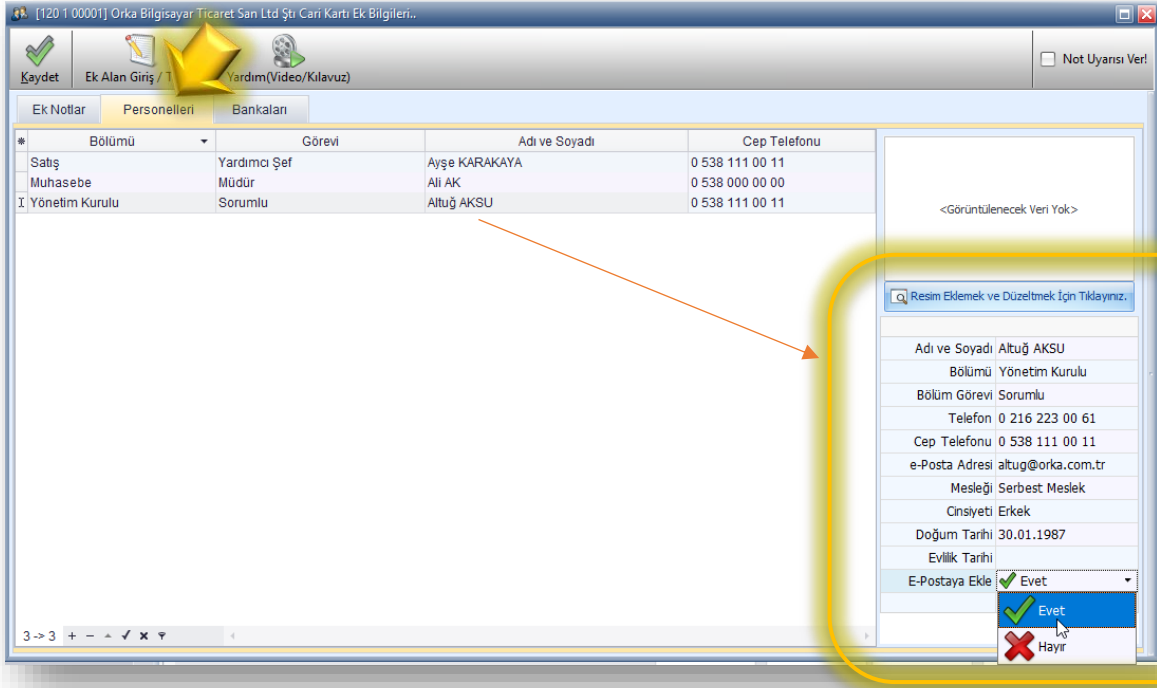 [120 1 00001] Orka Bilgisayar Ticaret San Ltd Ştı Cari Kartı Ek Bilgileri..
Kaydet
Ek Alan Giriş /
Yardım(Video/Kılavuz)
Not Uyarısı Ver!
Ek Notlar Personelleri Bankaları
Bölümü Görevi Adı ve Soyadı Cep Telefonu
Satış Yardımcı Şef Ayşe KARAKAYA 0 538 111 00 11
Muhasebe Müdür Ali AK 0 538 000 00 00
Yönetim Kurulu Sorumlu Altuğ AKSU 0 538 111 00 11
<Görüntülenecek Veri Yok>
Resim Eklemek ve Düzeltmek İçin Tıklayınız.
Adı ve Soyadı Altuğ AKSU
Bölümü Yönetim Kurulu
Bölüm Görevi Sorumlu
Telefon 0 216 223 00 61
Cep Telefonu 0 538 111 00 11
e-Posta Adresi altug@orka.com.tr
Mesleği Serbest Meslek
Cinsiyeti Erkek
Doğum Tarihi 30.01.1987
Evlilik Tarihi
E-Postaya Ekle Evet
Evet
Hayır
3 -> 3